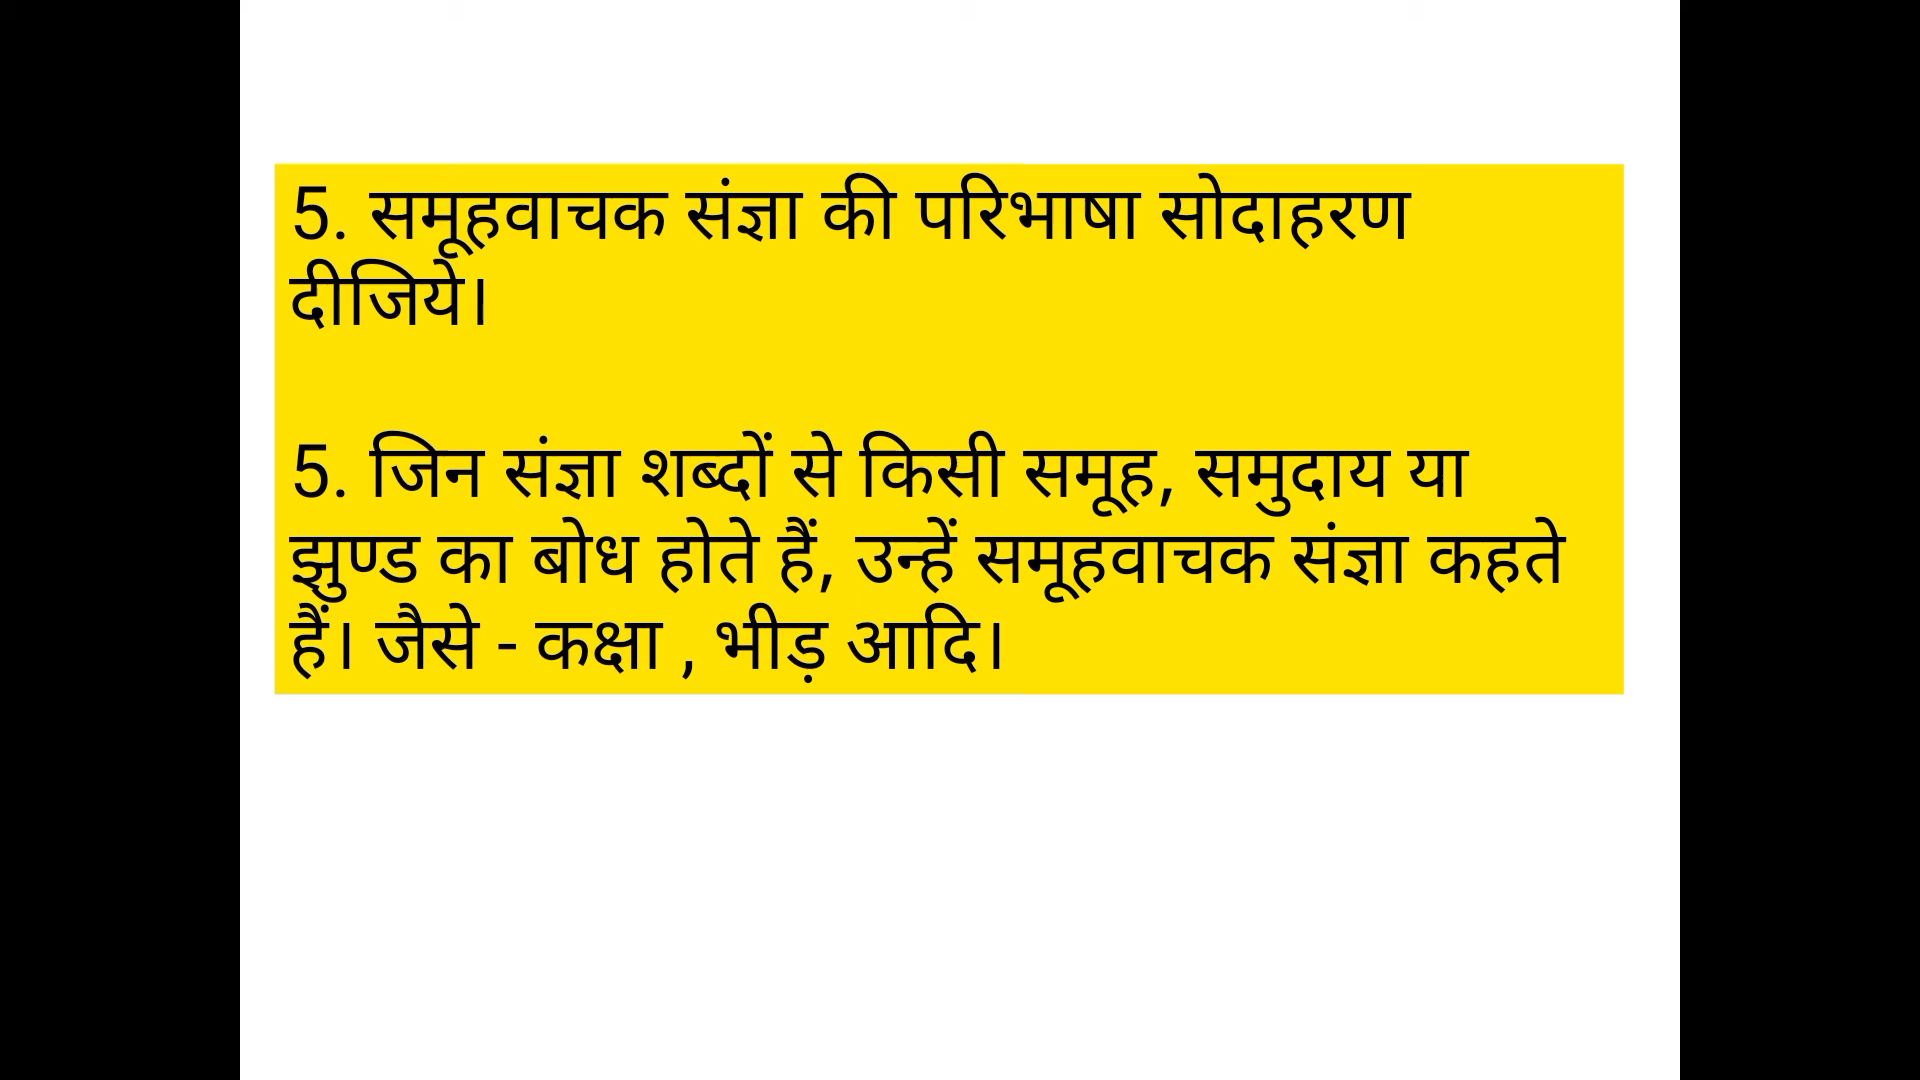 5. समूहवाचक संज्ञा की परिभाषा सोदाहरण
दीजिये।
5. जिन संज्ञा शब्दों से किसी समूह, समुदाय या
झुण्ड का बोध होते हैं, उन्हें समूहवाचक संज्ञा कहते
हैं। जैसे - कक्षा , भीड़ आदि।